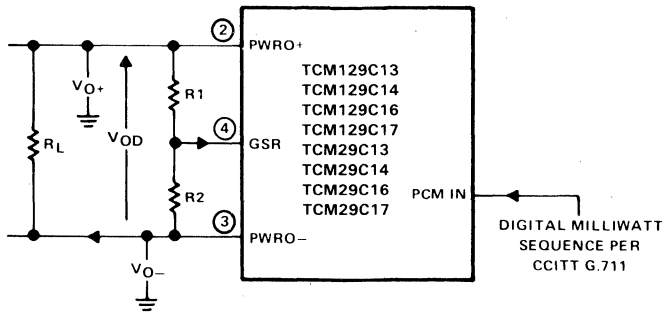 2
PWRO+
R1
VO+
VOD
RL
4
GSR
R2
3
PWRO−
VO−
TCM129C13
TCM129C14
TCM129C16
TCM129C17
TCM29C13
TCM29C14
TCM29C16
TCM29C17
PCM IN
DIGITAL MILLIWATT
SEQUENCE PER
CCITT G.711